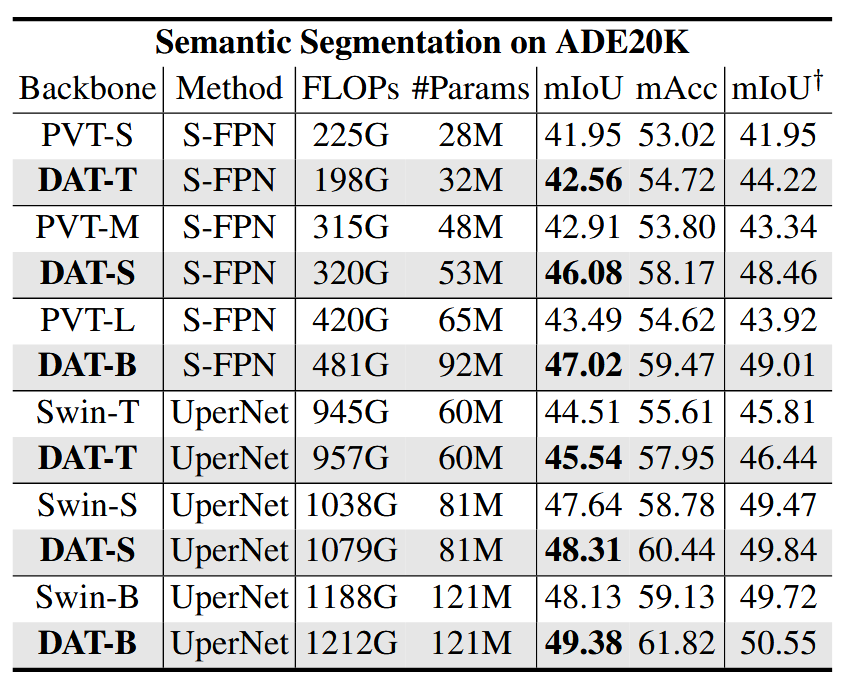 Semantic Segmentation on ADE20K
Backbone Method FLOPs #Params mIoU mAcc mIoU†
PVT-S S-FPN 225G 28M 41.95 53.02 41.95
DAT-T S-FPN 198G 32M 42.56 54.72 44.22
PVT-M S-FPN 315G 48M 42.91 53.80 43.34
DAT-S S-FPN 320G 53M 46.08 58.17 48.46
PVT-L S-FPN 420G 65M 43.49 54.62 43.92
DAT-B S-FPN 481G 92M 47.02 59.47 49.01
Swin-T UperNet 945G 60M 44.51 55.61 45.81
DAT-T UperNet 957G 60M 45.54 57.95 46.44
Swin-S UperNet 1038G 81M 47.64 58.78 49.47
DAT-S UperNet 1079G 81M 48.31 60.44 49.84
Swin-B UperNet 1188G 121M 48.13 59.13 49.72
DAT-B UperNet 1212G 121M 49.38 61.82 50.55